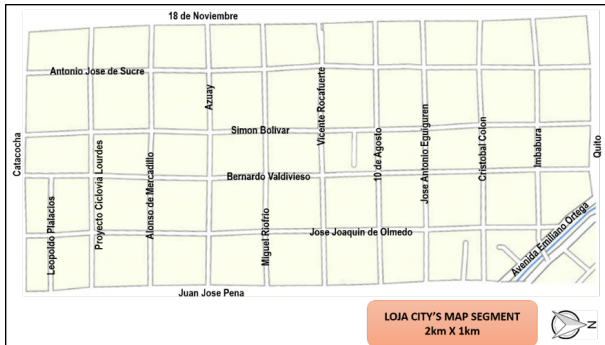 18 de Noviembre
Antonio Jose de Sucre
Azuay
Vicente Rocafuerte
Simon Bolivar
Catacocha
Proyecto Ciclovia Lourdes
Alonso de Mercadillo
10 de Agosto
Jose Antonio Eguiguren
Cristobal Colon
Imbabura
Quito
Bernardo Valdivieso
Leopoldo Plalacios
Miguel Riofrio
Jose Joaquin de Olmedo
Avenida Emiliano Ortega
Juan Jose Pena
LOJA CITY'S MAP SEGMENT
2km X 1km
N